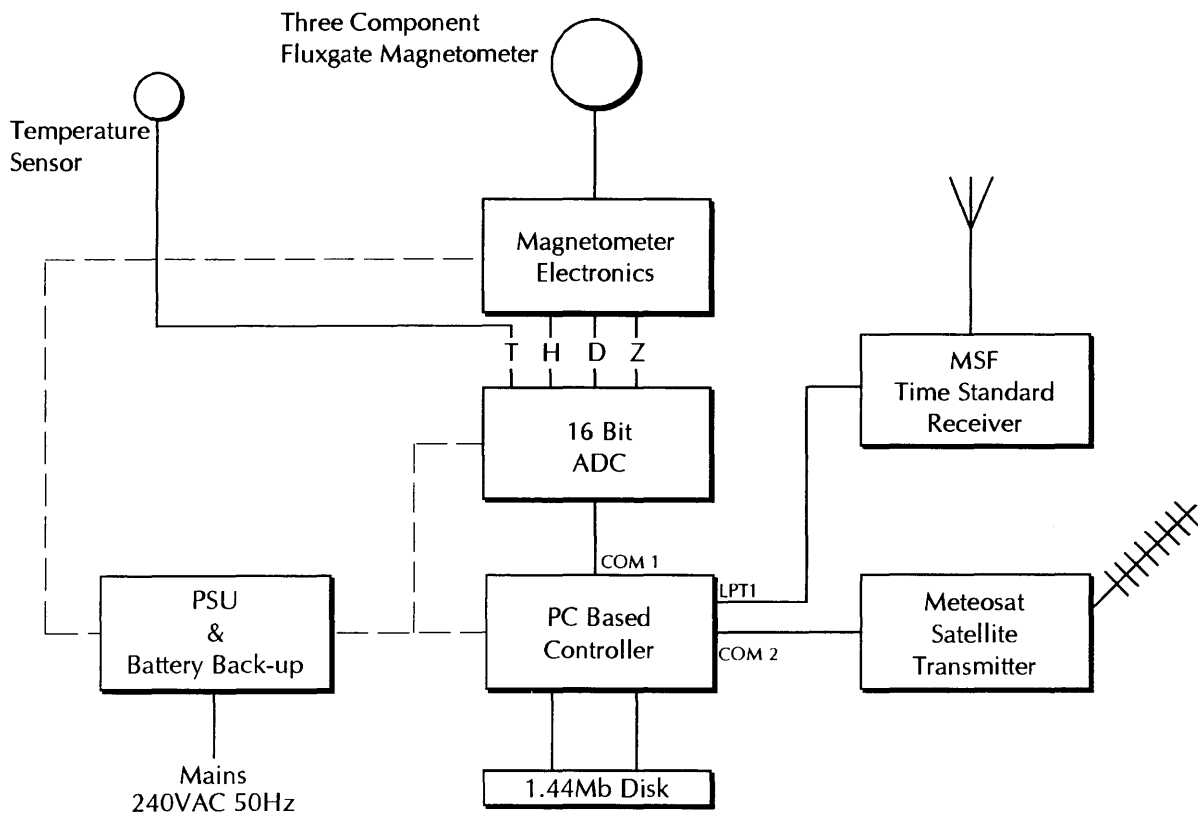 Three Component
Fluxgate Magnetometer
Temperature
Sensor
Magnetometer
Electronics
T H D Z
MSF
Time Standard
Receiver
16 Bit
ADC
COM 1
LPT1
PSU
&
Battery Back-up
PC Based
Controller
COM 2
Meteosat
Satellite
Transmitter
Mains
240VAC 50Hz
1.44Mb Disk